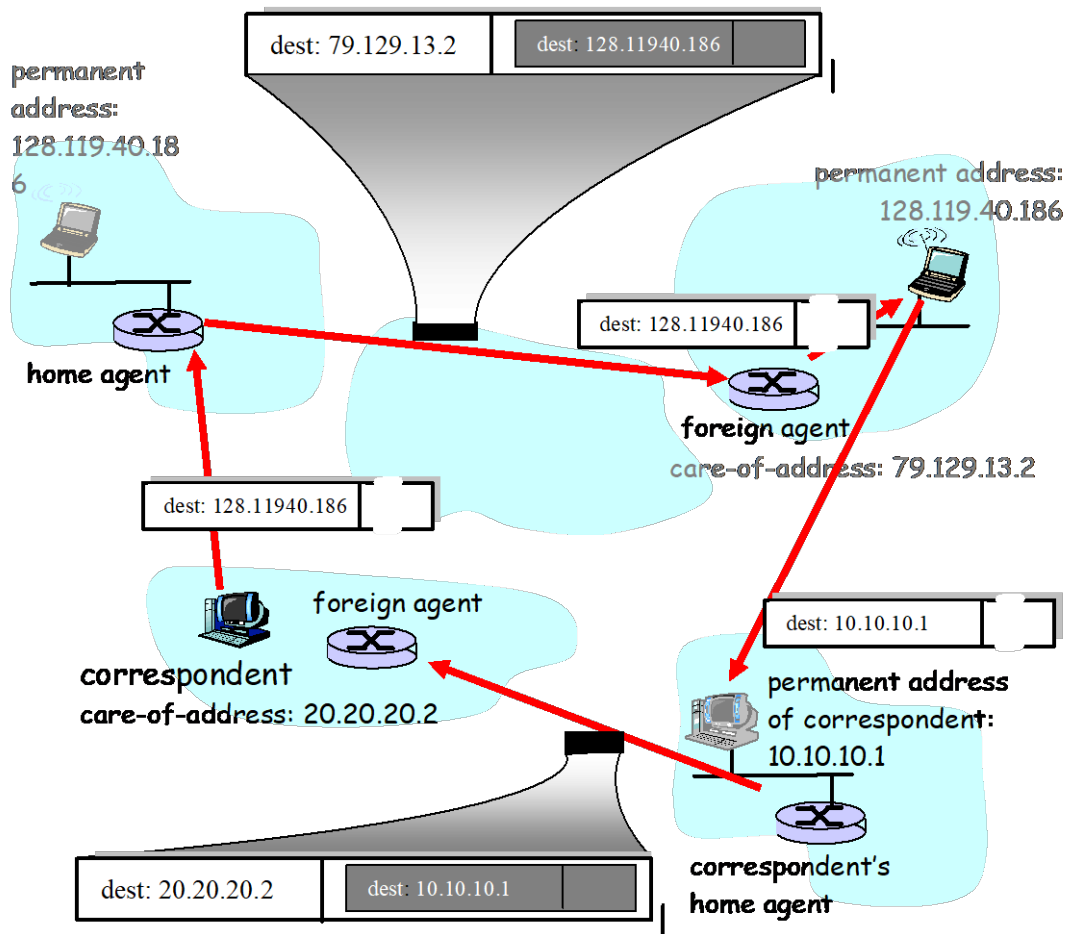 dest: 79.129.13.2
dest: 128.11940.186
permanent
address:
128.119.40.18
6
permanent address:
128.119.40.186
dest: 128.11940.186
home agent
foreign agent
care-of-address: 79.129.13.2
dest: 128.11940.186
foreign agent
dest: 10.10.10.1
correspondent
care-of-address: 20.20.20.2
permanent address
of correspondent:
10.10.10.1
dest: 20.20.20.2
dest: 10.10.10.1
correspondent's
home agent